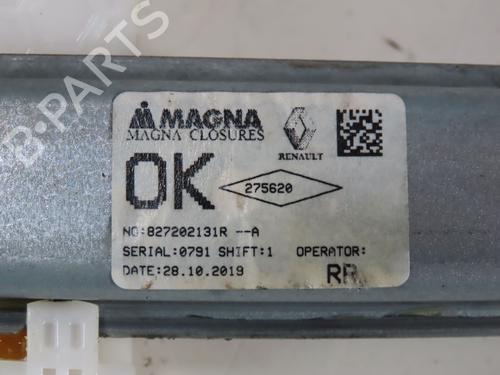 MAGNA
MAGNA CLOSURES
RENAULT
OK
275620
NO:827202131R --A
SERIAL:0791 SHIFT:1 OPERATOR:
DATE:28.10.2019 RR
B-PARTS